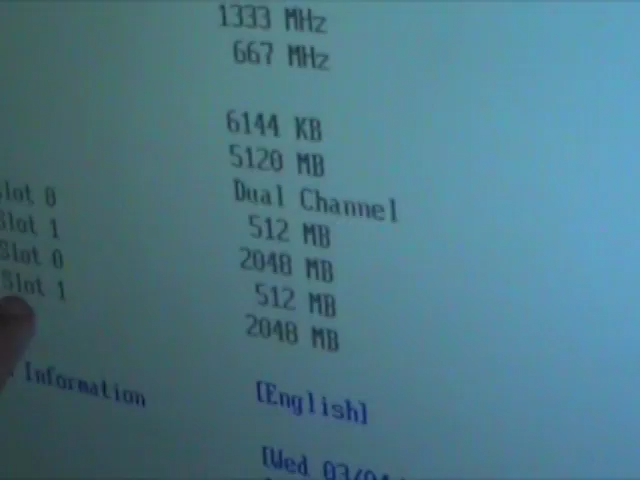 1333 MHz
667 MHz
6144 KB
5120 MB
Dual Channel
Slot 0 512 MB
Slot 1 2048 MB
Slot 0 512 MB
Slot 1 2048 MB
Information [English]
[Wed